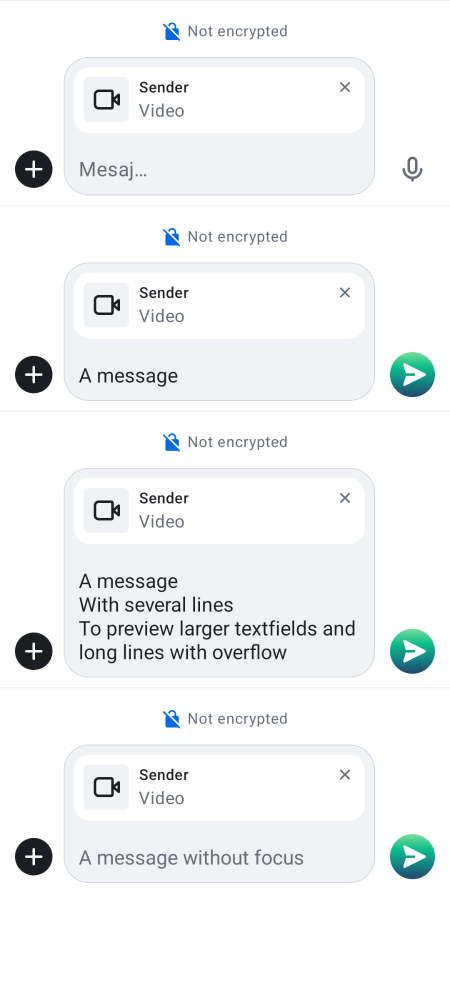 Not encrypted
Sender
Video
Mesaj…
Not encrypted
Sender
Video
A message
Not encrypted
Sender
Video
A message
With several lines
To preview larger textfields and
long lines with overflow
Not encrypted
Sender
Video
A message without focus